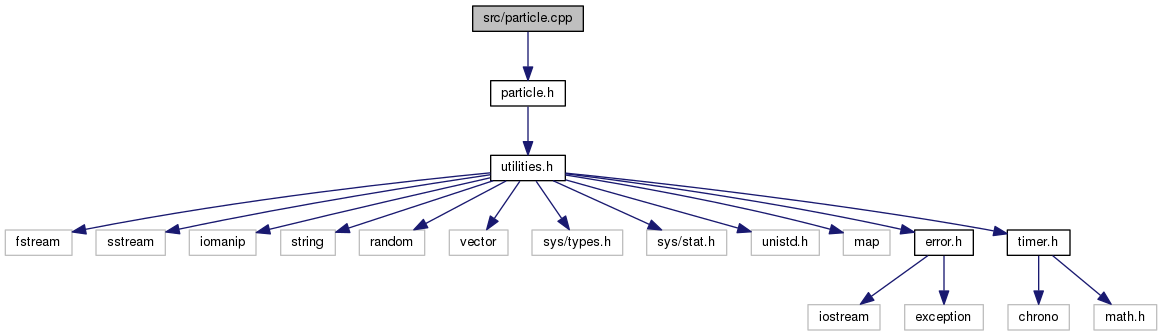 src/particle.cpp
particle.h
utilities.h
fstream
sstream
iomanip
string
random
vector
sys/types.h
sys/stat.h
unistd.h
map
error.h
timer.h
iostream
exception
chrono
math.h